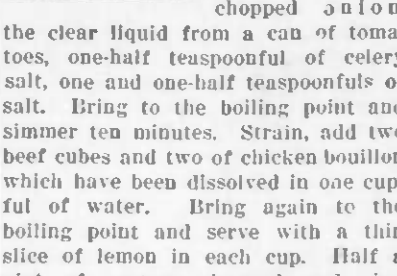 chopped onion
the clear liquid from a can of toma
toes, one-half teaspoonful of celery
salt, one and one-half teaspoonfuls o
salt. Bring to the boiling point and
simmer ten minutes. Strain, add two
beef cubes and two of chicken bouillon
which have been dissolved in one cup
ful of water. Bring again to the
boiling point and serve with a thin
slice of lemon in each cup. Half a